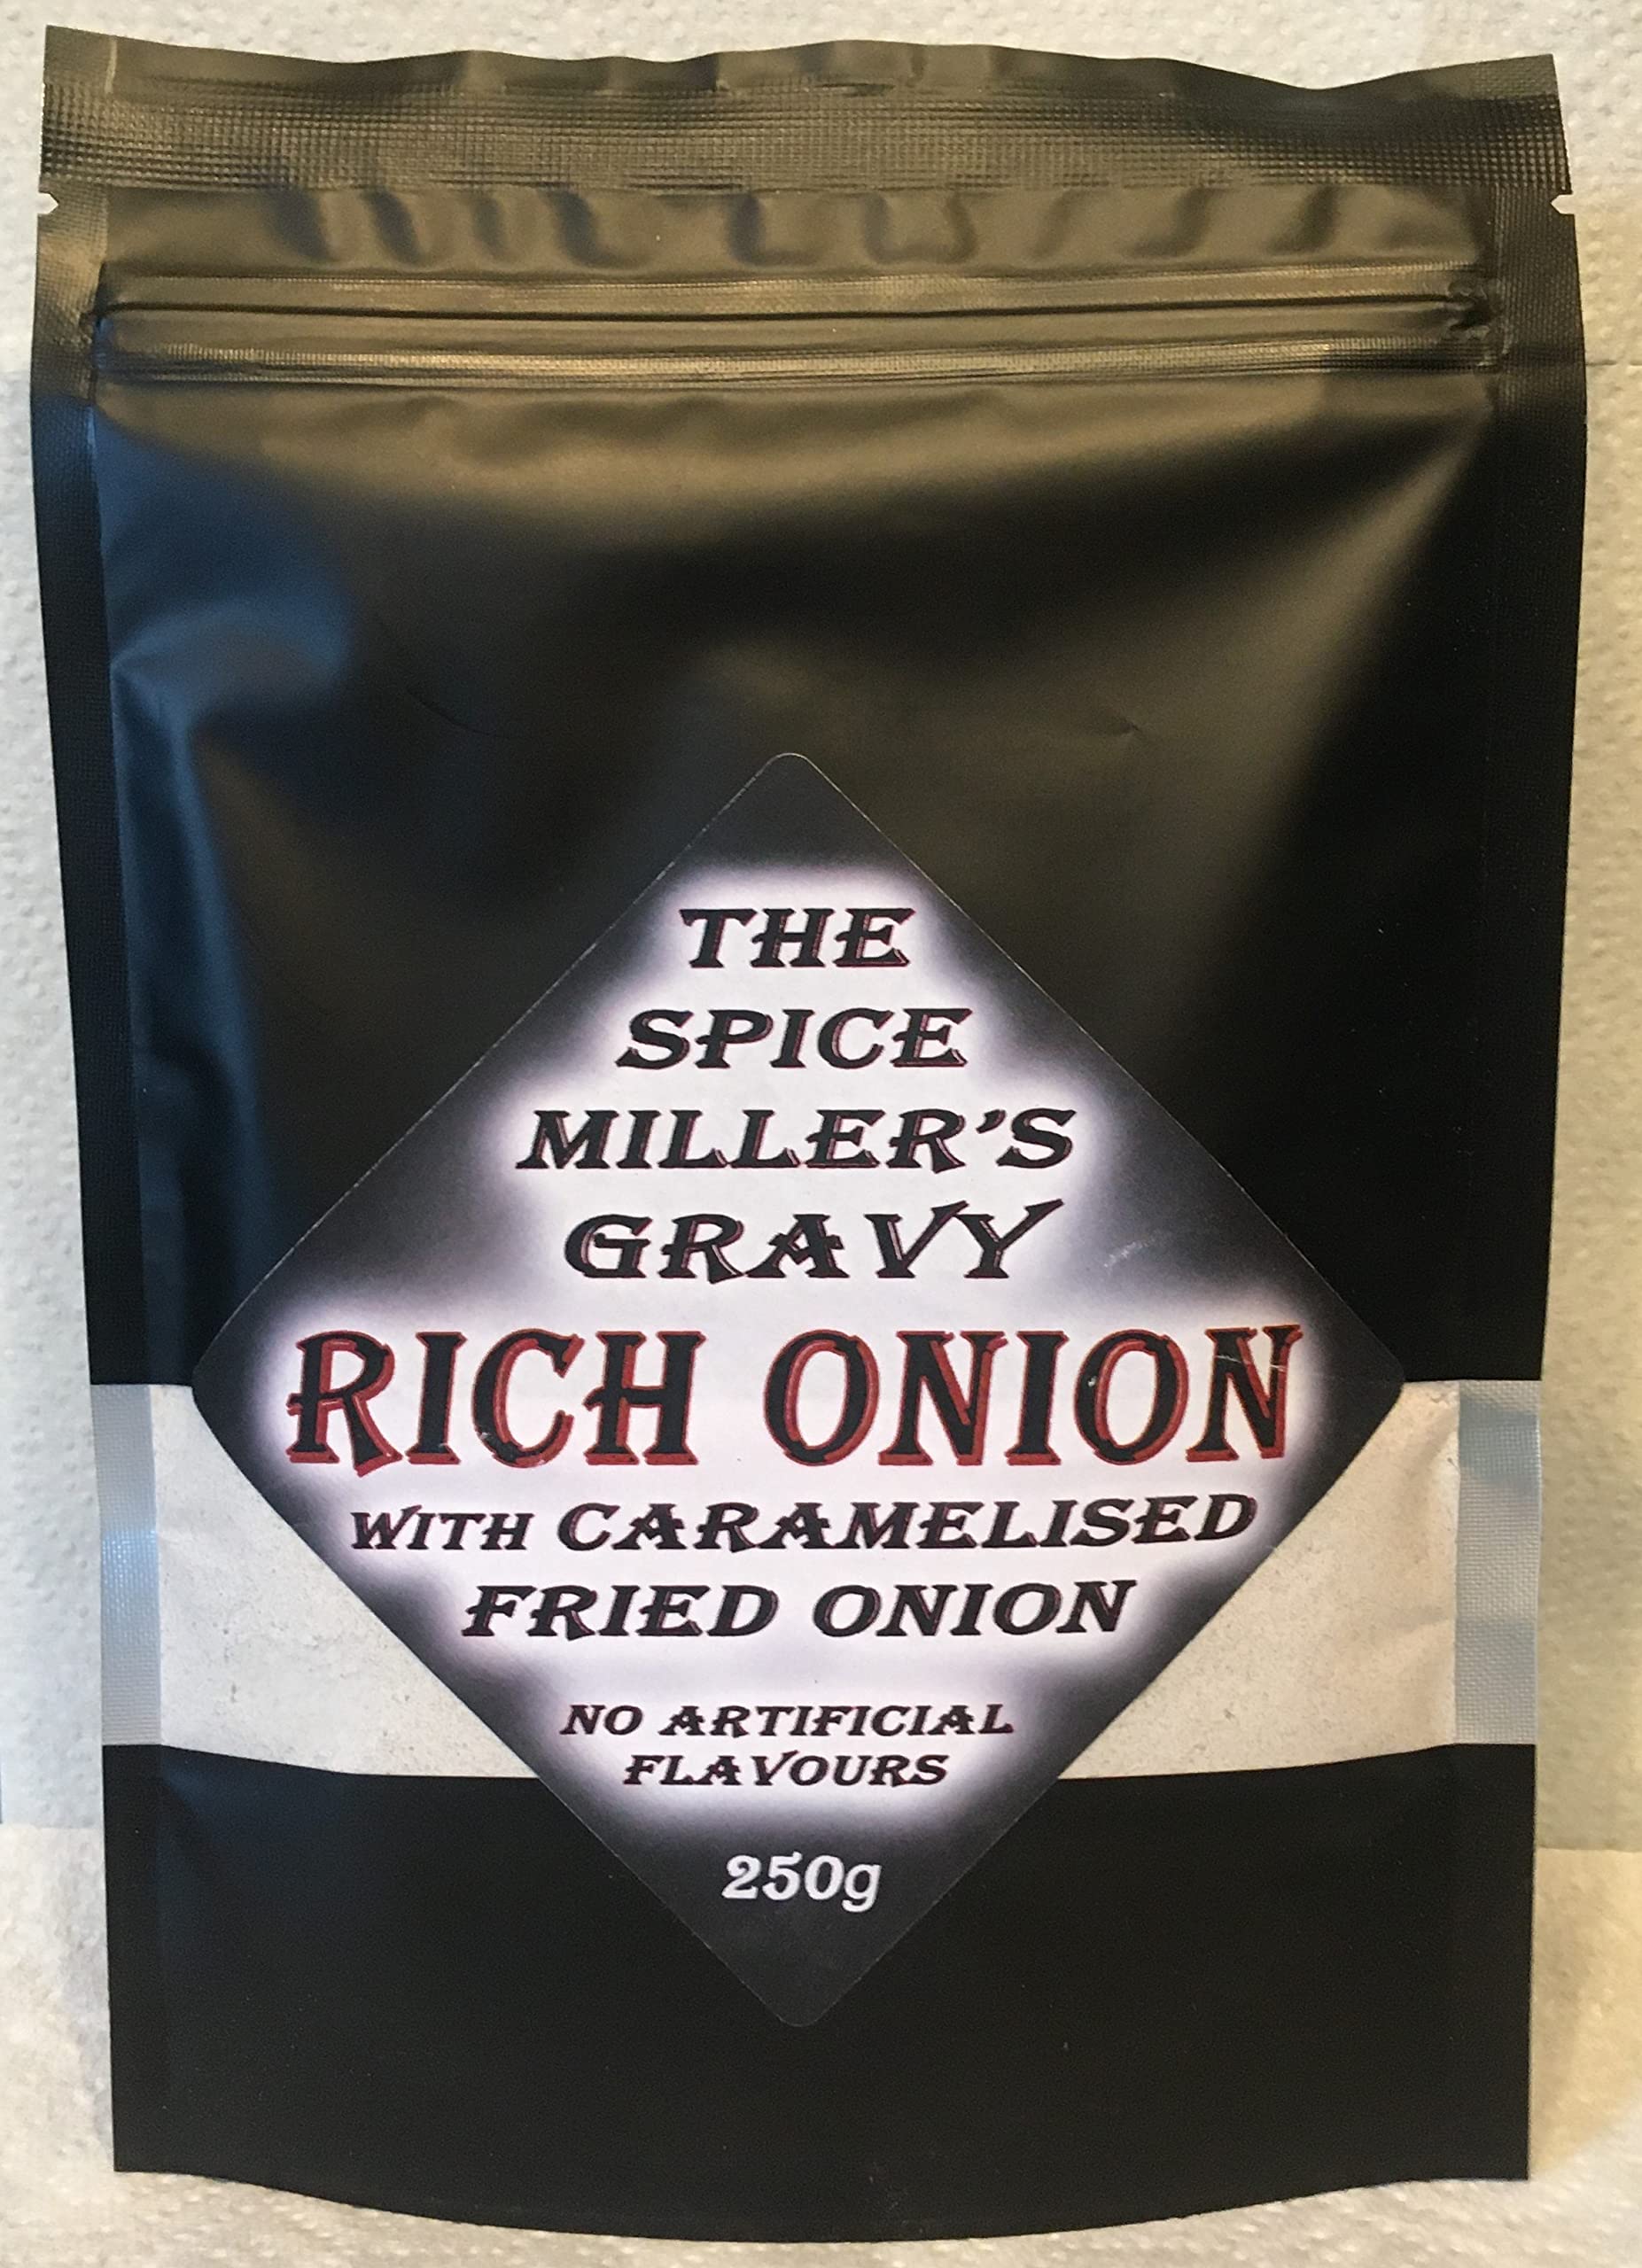 THE
SPICE
MILLER'S
GRAVY
RICH ONION
WITH CARAMELISED
FRIED ONION
NO ARTIFICIAL
FLAVOURS
250g